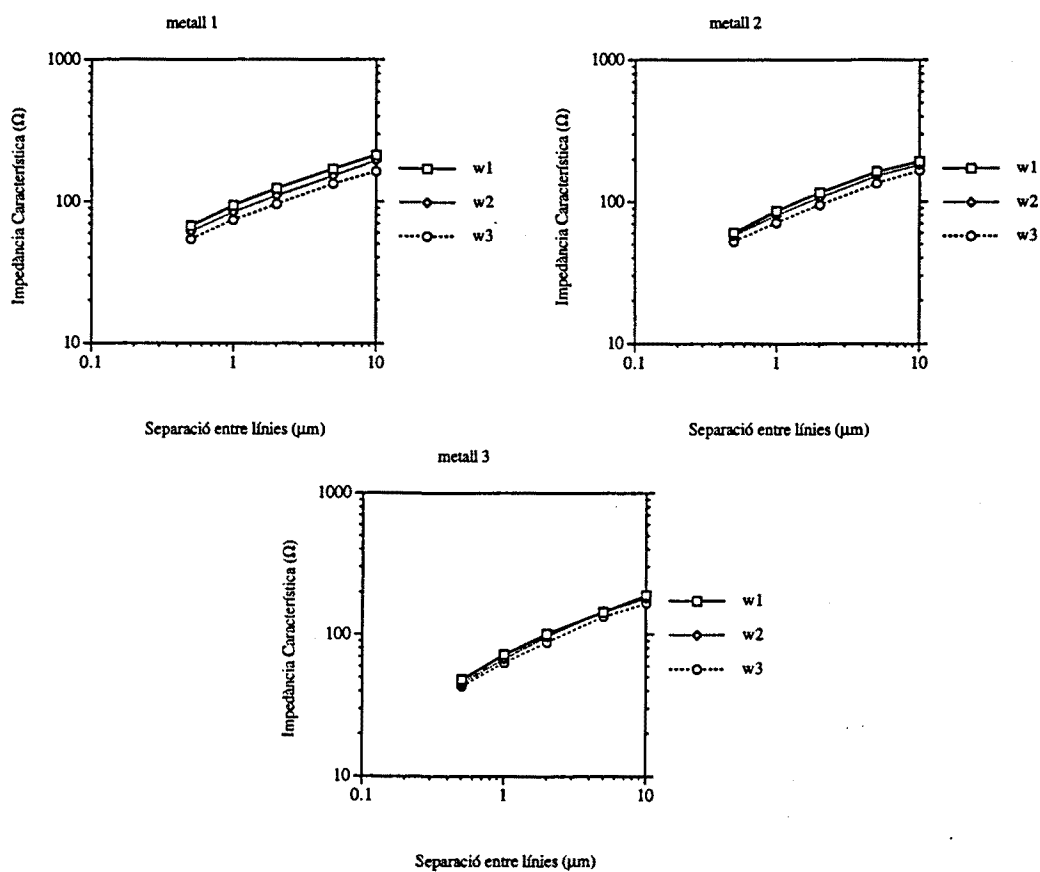 metall 1
1000
100
10
0.1
1
10
Impedància Característica (Ω)
Separació entre línies (μm)
w1
w2
w3
metall 2
1000
100
10
0.1
1
10
Impedància Característica (Ω)
Separació entre línies (μm)
w1
w2
w3
metall 3
1000
100
10
0.1
1
10
Impedància Característica (Ω)
Separació entre línies (μm)
w1
w2
w3